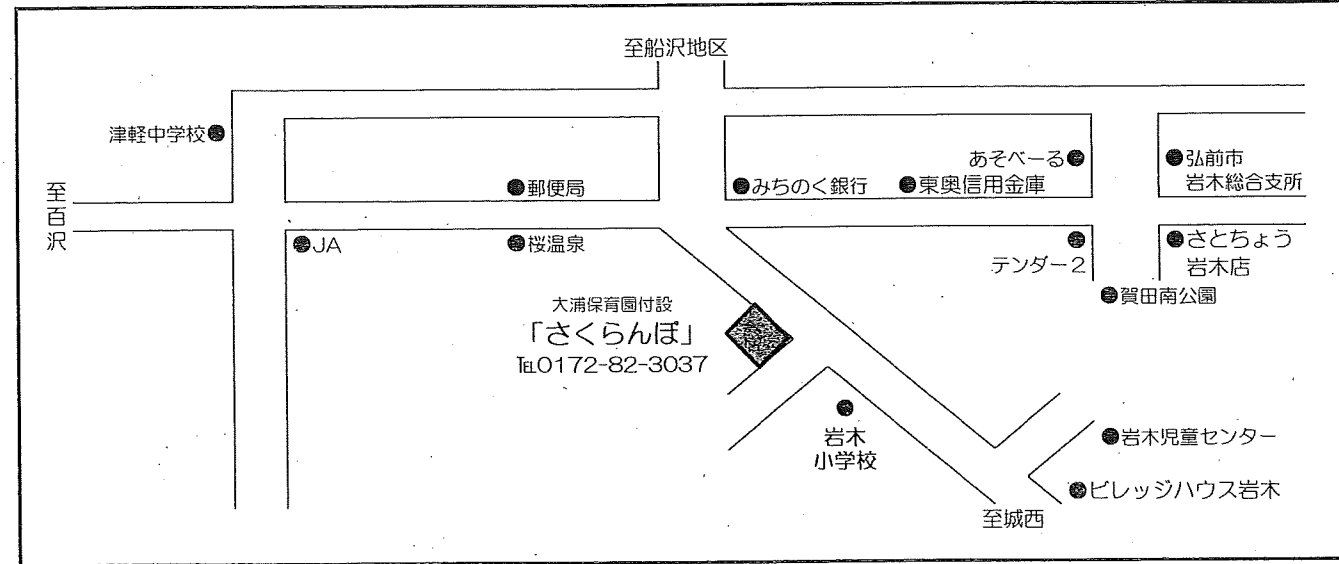 至船沢地区
津軽中学校
あそべーる
弘前市
岩木総合支所
至百沢
郵便局
みちのく銀行
東奥信用金庫
JA
桜温泉
テンダー2
さとちょう
岩木店
賀田南公園
大浦保育園付設
「さくらんぼ」
℡0172-82-3037
岩木
小学校
岩木児童センター
ビレッジハウス岩木
至城西